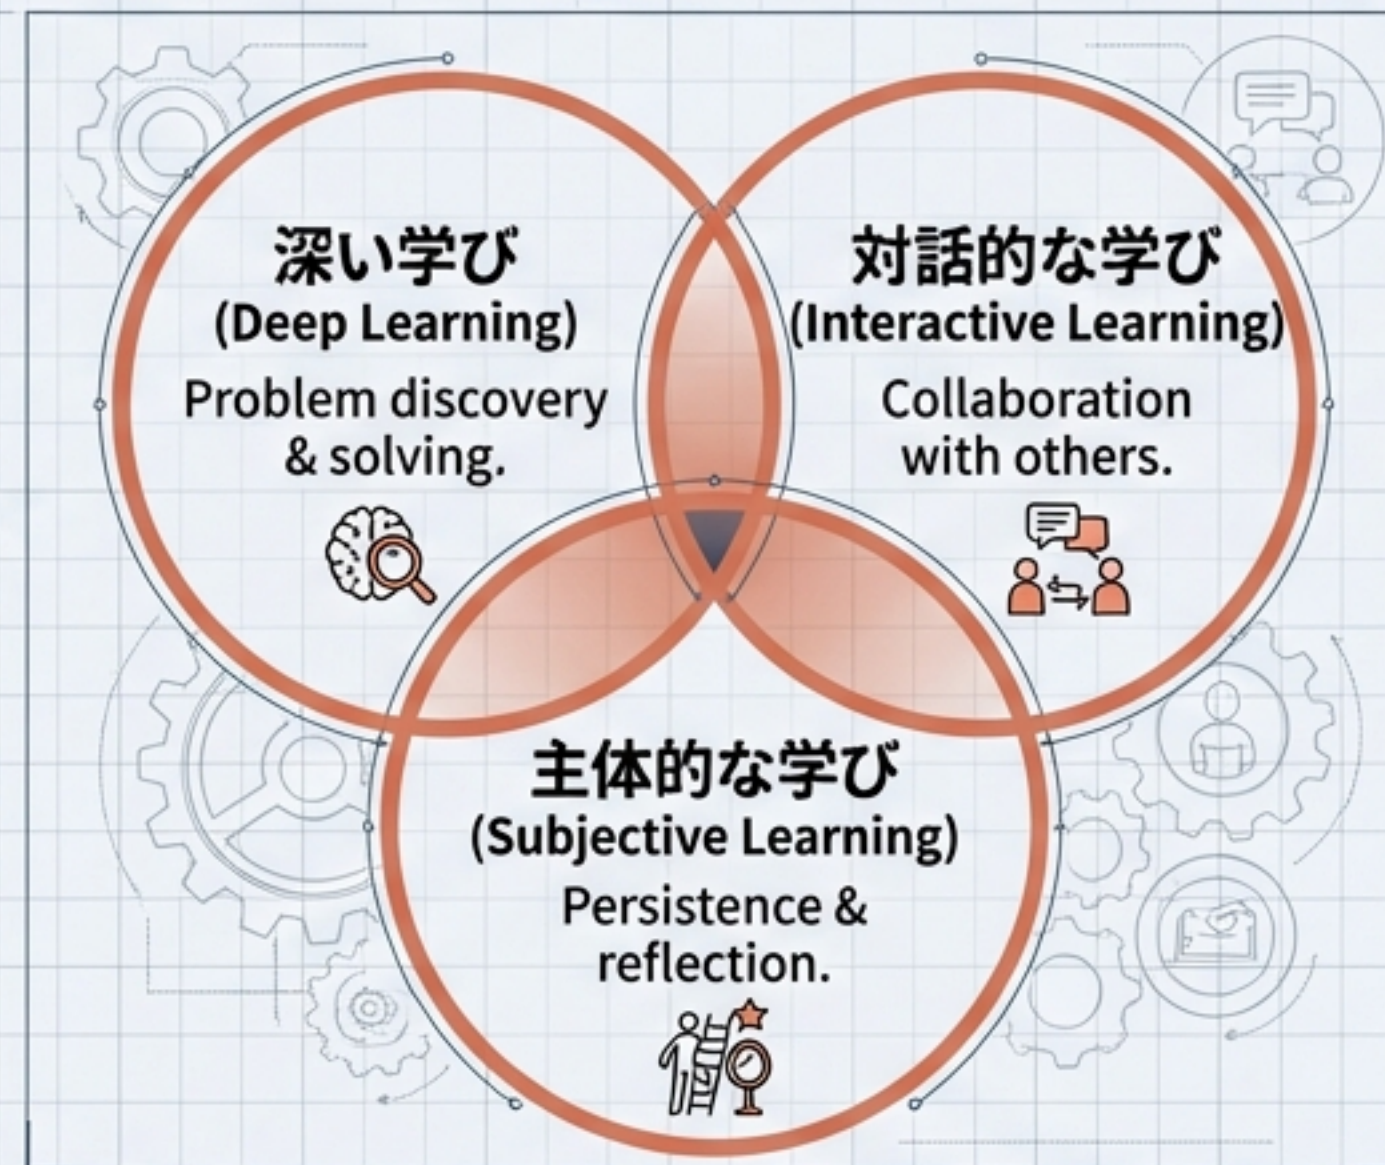 深い学び
(Deep Learning)
Problem discovery
& solving.
対話的な学び
(Interactive Learning)
Collaboration
with others.
主体的な学び
(Subjective Learning)
Persistence &
reflection.